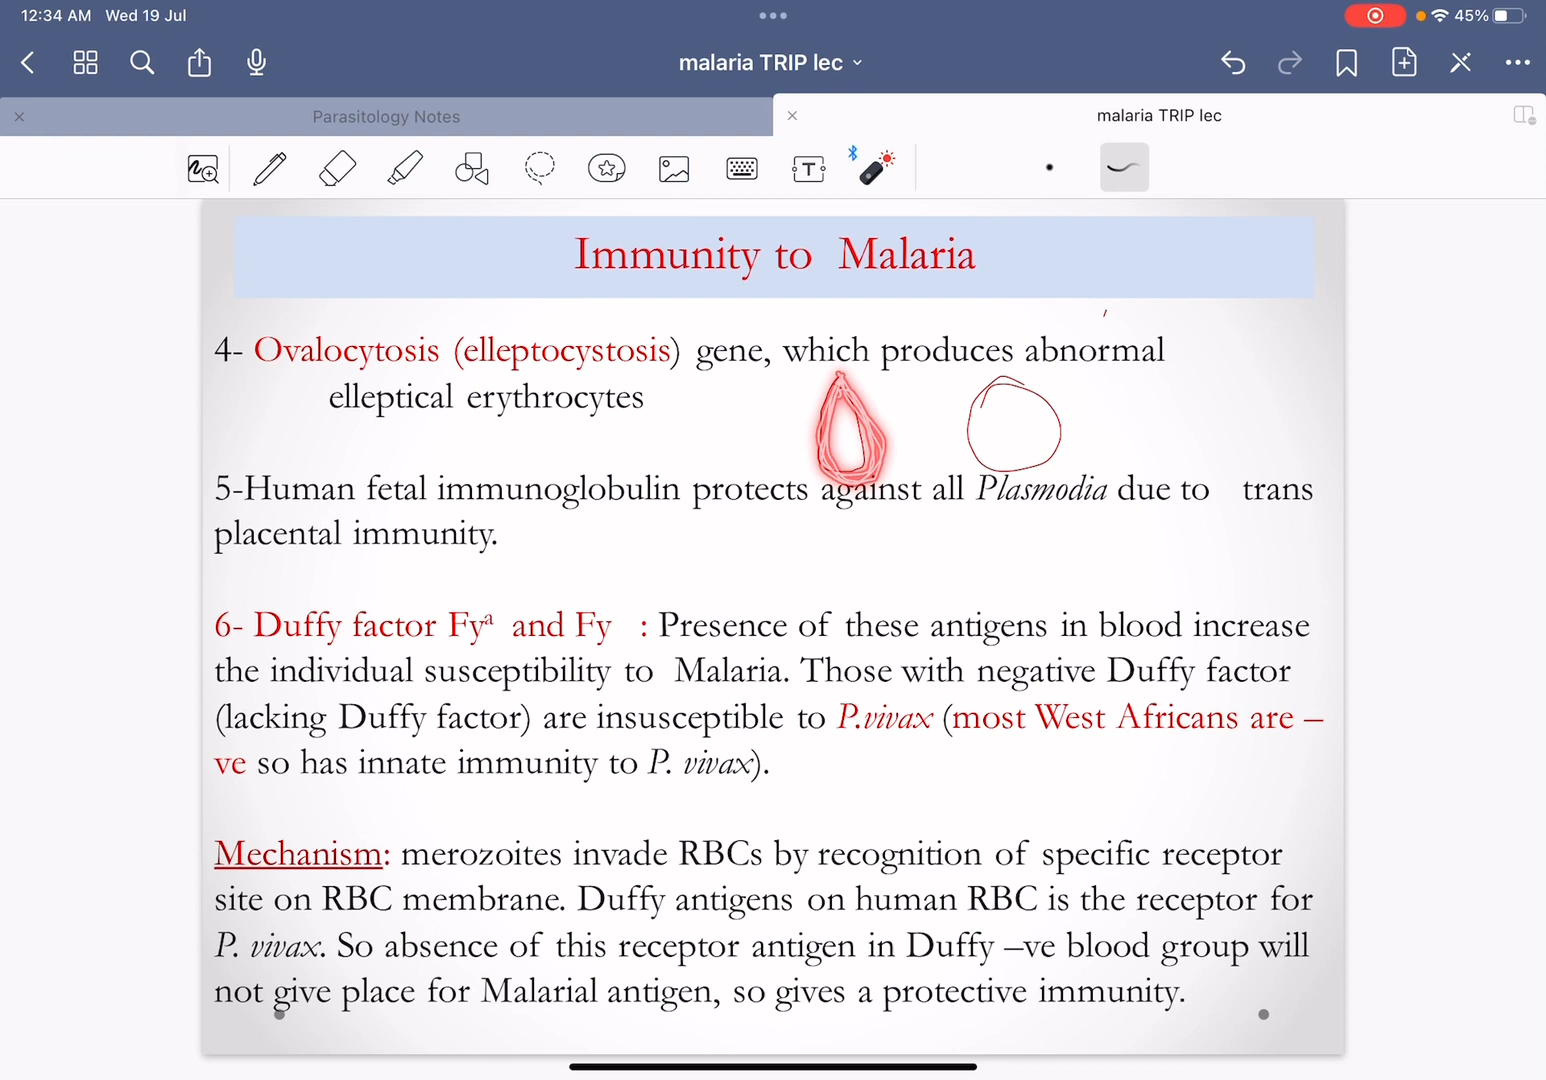 12:34 AM Wed 19 Jul
45%
malaria TRIP lec
Parasitology Notes
malaria TRIP lec
T
Immunity to Malaria
4- Ovalocytosis (elleptocystosis) gene, which produces abnormal
elleptical erythrocytes
5-Human fetal immunoglobulin protects against all Plasmodia due to trans
placental immunity.
6- Duffy factor Fyᵃ and Fy : Presence of these antigens in blood increase
the individual susceptibility to Malaria. Those with negative Duffy factor
(lacking Duffy factor) are insusceptible to P.vivax (most West Africans are –
ve so has innate immunity to P. vivax).
Mechanism: merozoites invade RBCs by recognition of specific receptor
site on RBC membrane. Duffy antigens on human RBC is the receptor for
P. vivax. So absence of this receptor antigen in Duffy –ve blood group will
not give place for Malarial antigen, so gives a protective immunity.